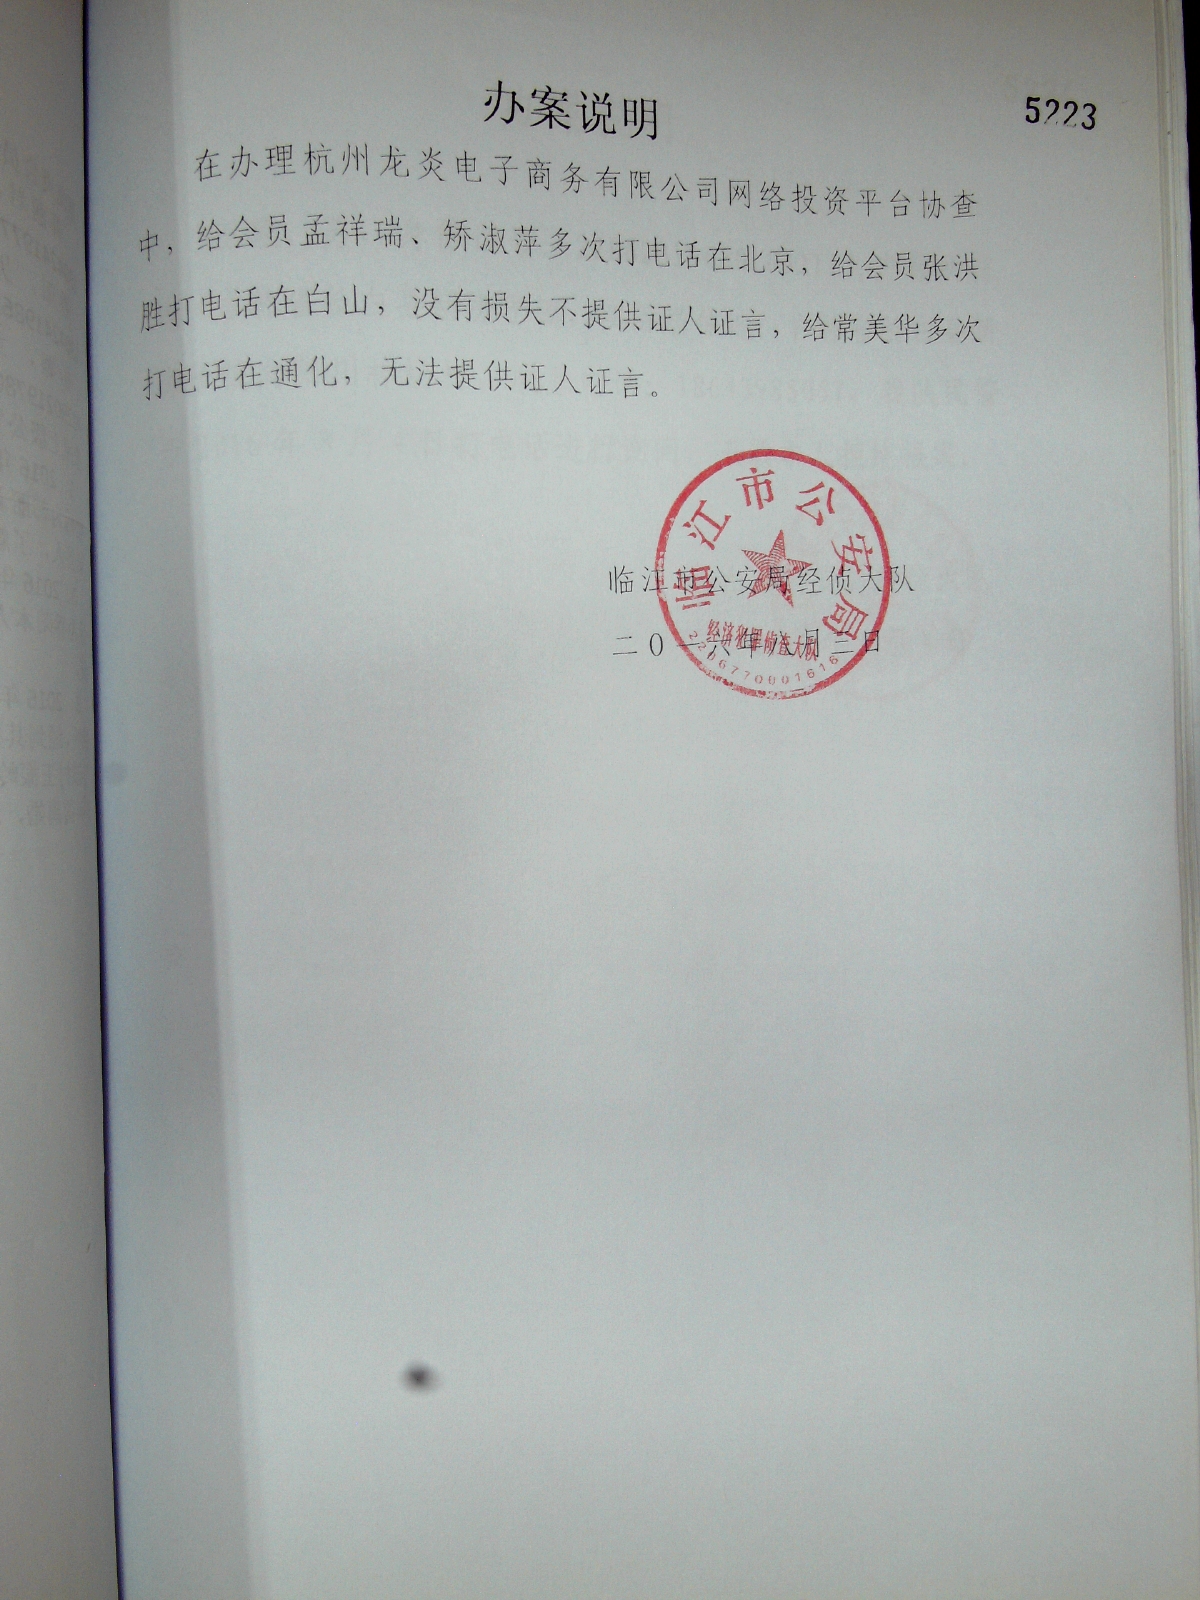 办案说明
5223
在办理杭州龙炎电子商务有限公司网络投资平台协查
中，给会员孟祥瑞、矫淑萍多次打电话在北京，给会员张洪
胜打电话在白山，没有损失不提供证人证言，给常美华多次
打电话在通化，无法提供证人证言。
临江市公安局
临江市公安局经侦大队
二〇一六年八月二日
经济犯罪侦查大队